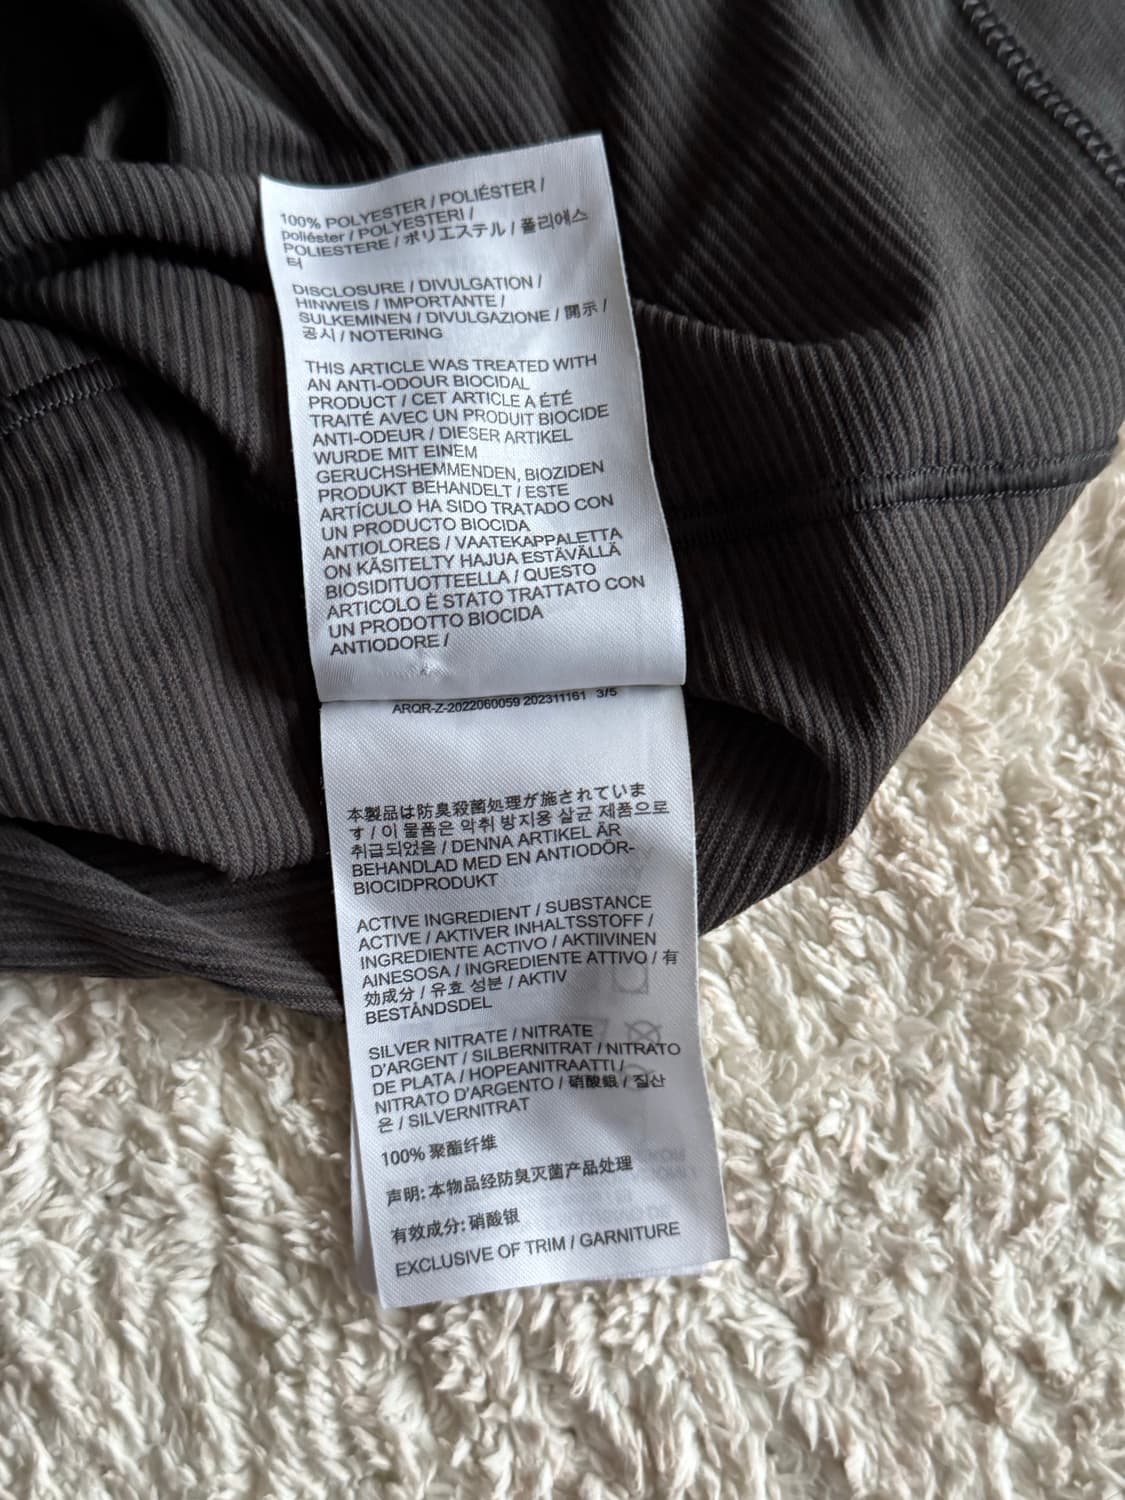 100% POLYESTER / POLIÉSTER /
poliéster / POLYESTERI /
POLIESTERE / ポリエステル / 폴리에스
터
DISCLOSURE / DIVULGATION /
HINWEIS / IMPORTANTE /
SULKEMINEN / DIVULGAZIONE / 開示 /
공시 / NOTERING
THIS ARTICLE WAS TREATED WITH
AN ANTI-ODOUR BIOCIDAL
PRODUCT / CET ARTICLE A ÉTÉ
TRAITÉ AVEC UN PRODUIT BIOCIDE
ANTI-ODEUR / DIESER ARTIKEL
WURDE MIT EINEM
GERUCHSHEMMENDEN, BIOZIDEN
PRODUKT BEHANDELT / ESTE
ARTÍCULO HA SIDO TRATADO CON
UN PRODUCTO BIOCIDA
ANTIOLORES / VAATEKAPPALETTA
ON KÄSITELTY HAJUA ESTÄVÄLLÄ
BIOSIDITUOTTEELLA / QUESTO
ARTICOLO È STATO TRATTATO CON
UN PRODOTTO BIOCIDA
ANTIODORE /
ARQR-Z-2022060059 202311161 3/5
本製品は防臭殺菌処理が施されていま
す / 이 물품은 악취 방지용 살균 제품으로
취급되었음 / DENNA ARTIKEL ÄR
BEHANDLAD MED EN ANTIODÖR-
BIOCIDPRODUKT
ACTIVE INGREDIENT / SUBSTANCE
ACTIVE / AKTIVER INHALTSSTOFF /
INGREDIENTE ACTIVO / AKTIIVINEN
AINESOSA / INGREDIENTE ATTIVO / 有
効成分 / 유효 성분 / AKTIV
BESTÅNDSDEL
SILVER NITRATE / NITRATE
D'ARGENT / SILBERNITRAT / NITRATO
DE PLATA / HOPEANITRAATTI /
NITRATO D'ARGENTO / 硝酸銀 / 질산
은 / SILVERNITRAT
100% 聚酯纤维
声明: 本物品经防臭灭菌产品处理
有效成分: 硝酸银
EXCLUSIVE OF TRIM / GARNITURE